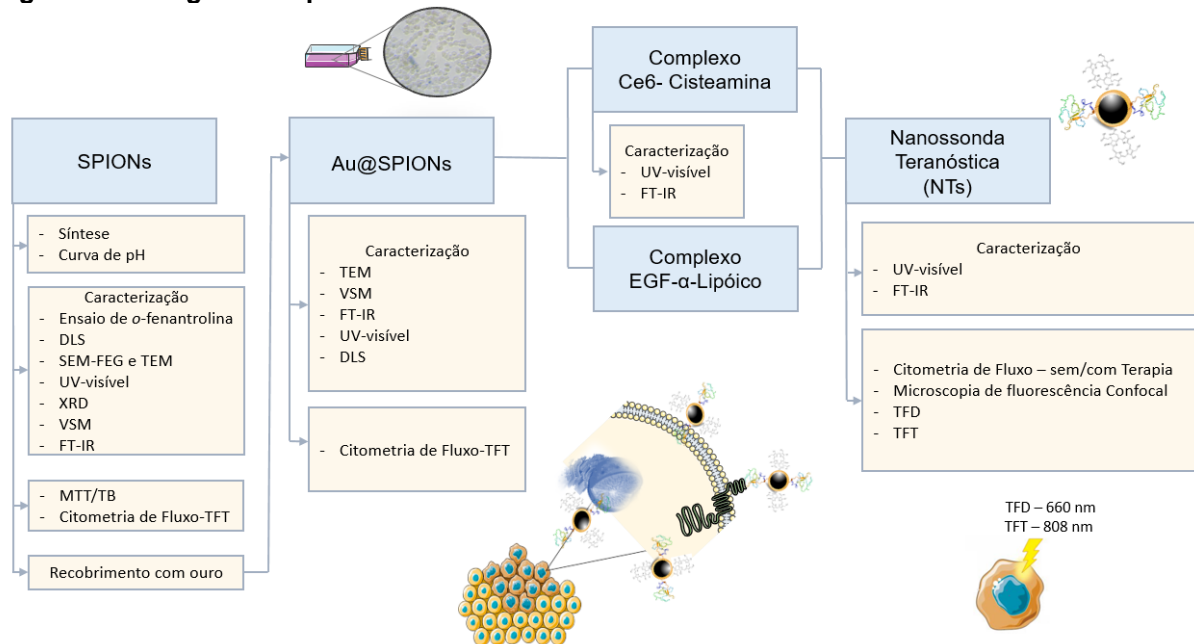 SPIONs
- Síntese
- Curva de pH
Caracterização
- Ensaio de o-fenantrolina
- DLS
- SEM-FEG e TEM
- UV-visível
- XRD
- VSM
- FT-IR
- MTT/TB
- Citometria de Fluxo-TFT
Recobrimento com ouro
Au@SPIONs
Caracterização
- TEM
- VSM
- FT-IR
- UV-visível
- DLS
- Citometria de Fluxo-TFT
Complexo
Ce6- Cisteamina
Caracterização
- UV-visível
- FT-IR
Complexo
EGF-α-Lipóico
Nanossonda
Teranóstica
(NTs)
Caracterização
- UV-visível
- FT-IR
- Citometria de Fluxo – sem/com Terapia
- Microscopia de fluorescência Confocal
- TFD
- TFT
TFD – 660 nm
TFT – 808 nm